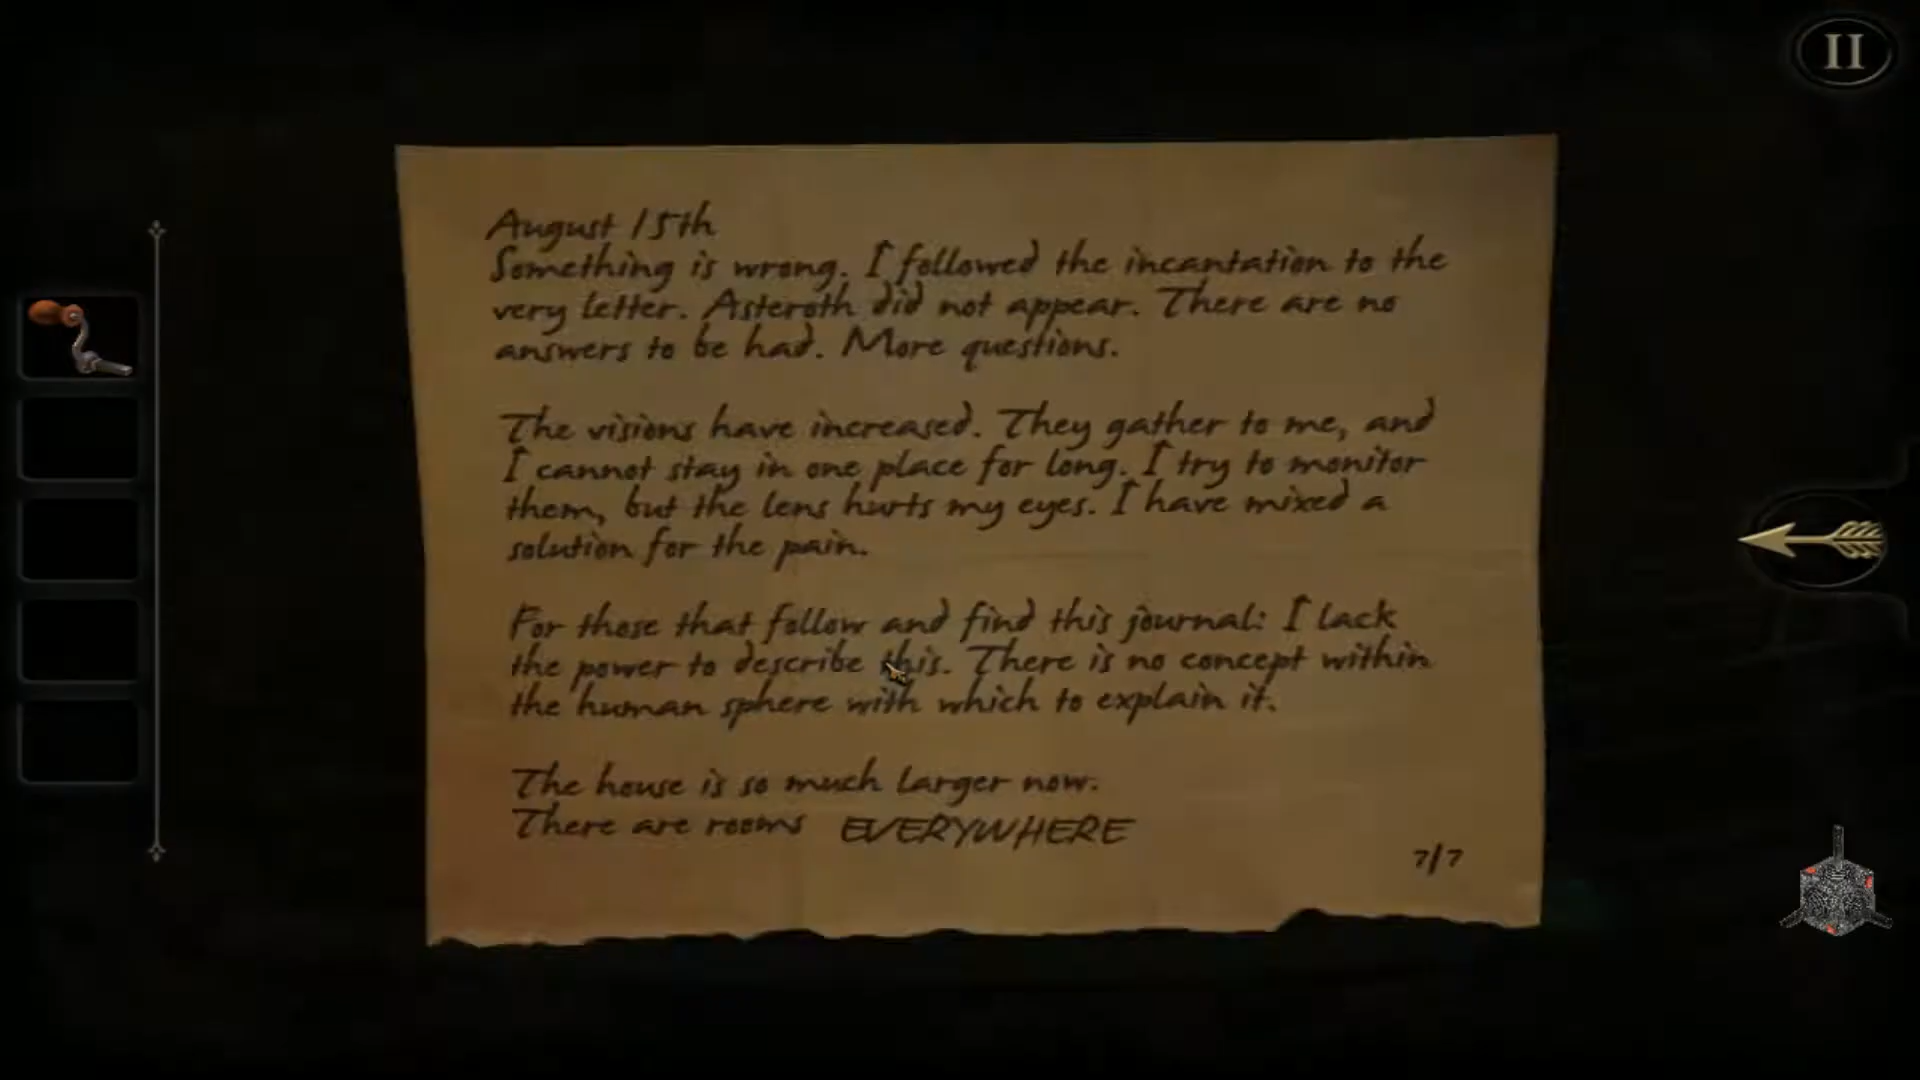 II
August 15th
Something is wrong. I followed the incantation to the
very letter. Asteroth did not appear. There are no
answers to be had. More questions.
The visions have increased. They gather to me, and
I cannot stay in one place for long. I try to monitor
them, but the lens hurts my eyes. I have mixed a
solution for the pain.
For those that follow and find this journal: I lack
the power to describe this. There is no concept within
the human sphere with which to explain it.
The house is so much larger now.
There are rooms EVERYWHERE
7/7